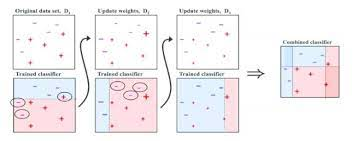 Original data set, D₁
Update weights, D₂
Update weights, D₃
Combined classifier
Trained classifier
Trained classifier
Trained classifier